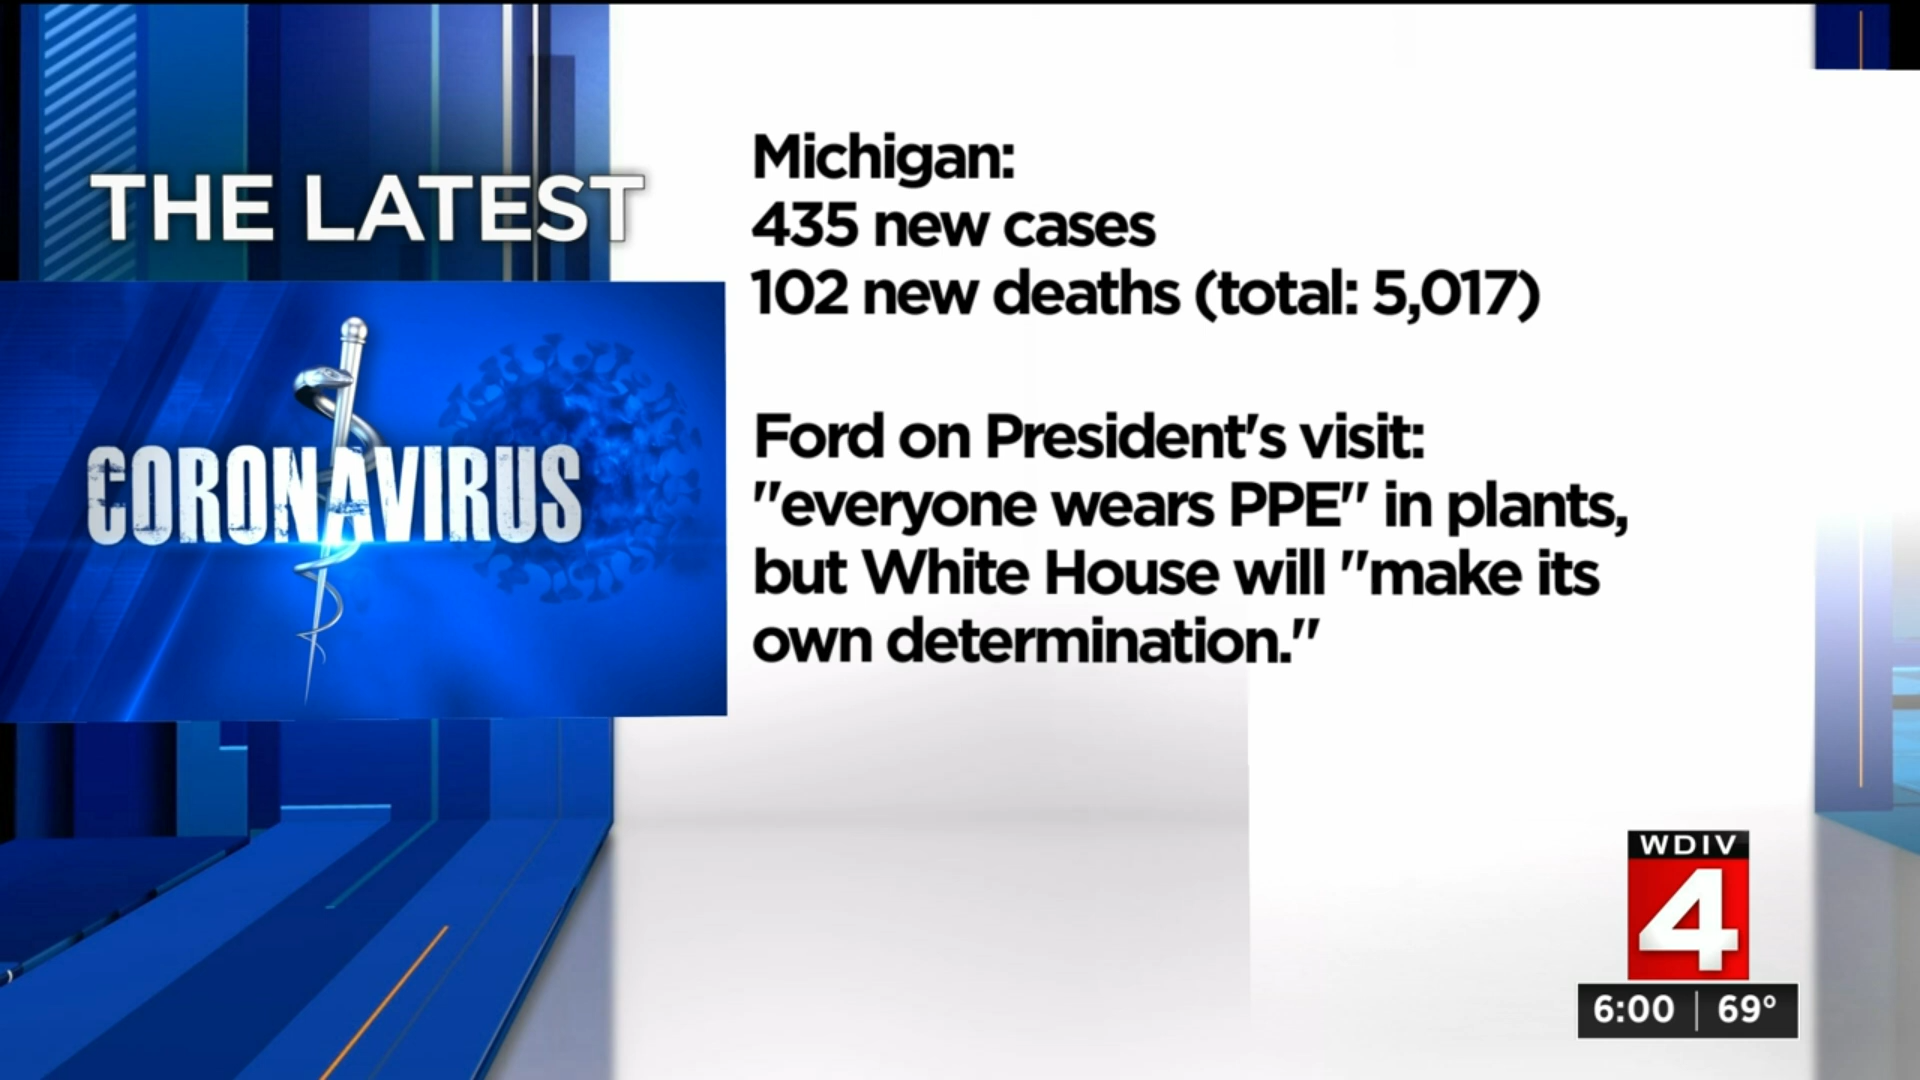 THE LATEST
CORONAVIRUS
Michigan:
435 new cases
102 new deaths (total: 5,017)
Ford on President's visit:
"everyone wears PPE" in plants,
but White House will "make its
own determination."
WDIV
4
6:00 | 69°